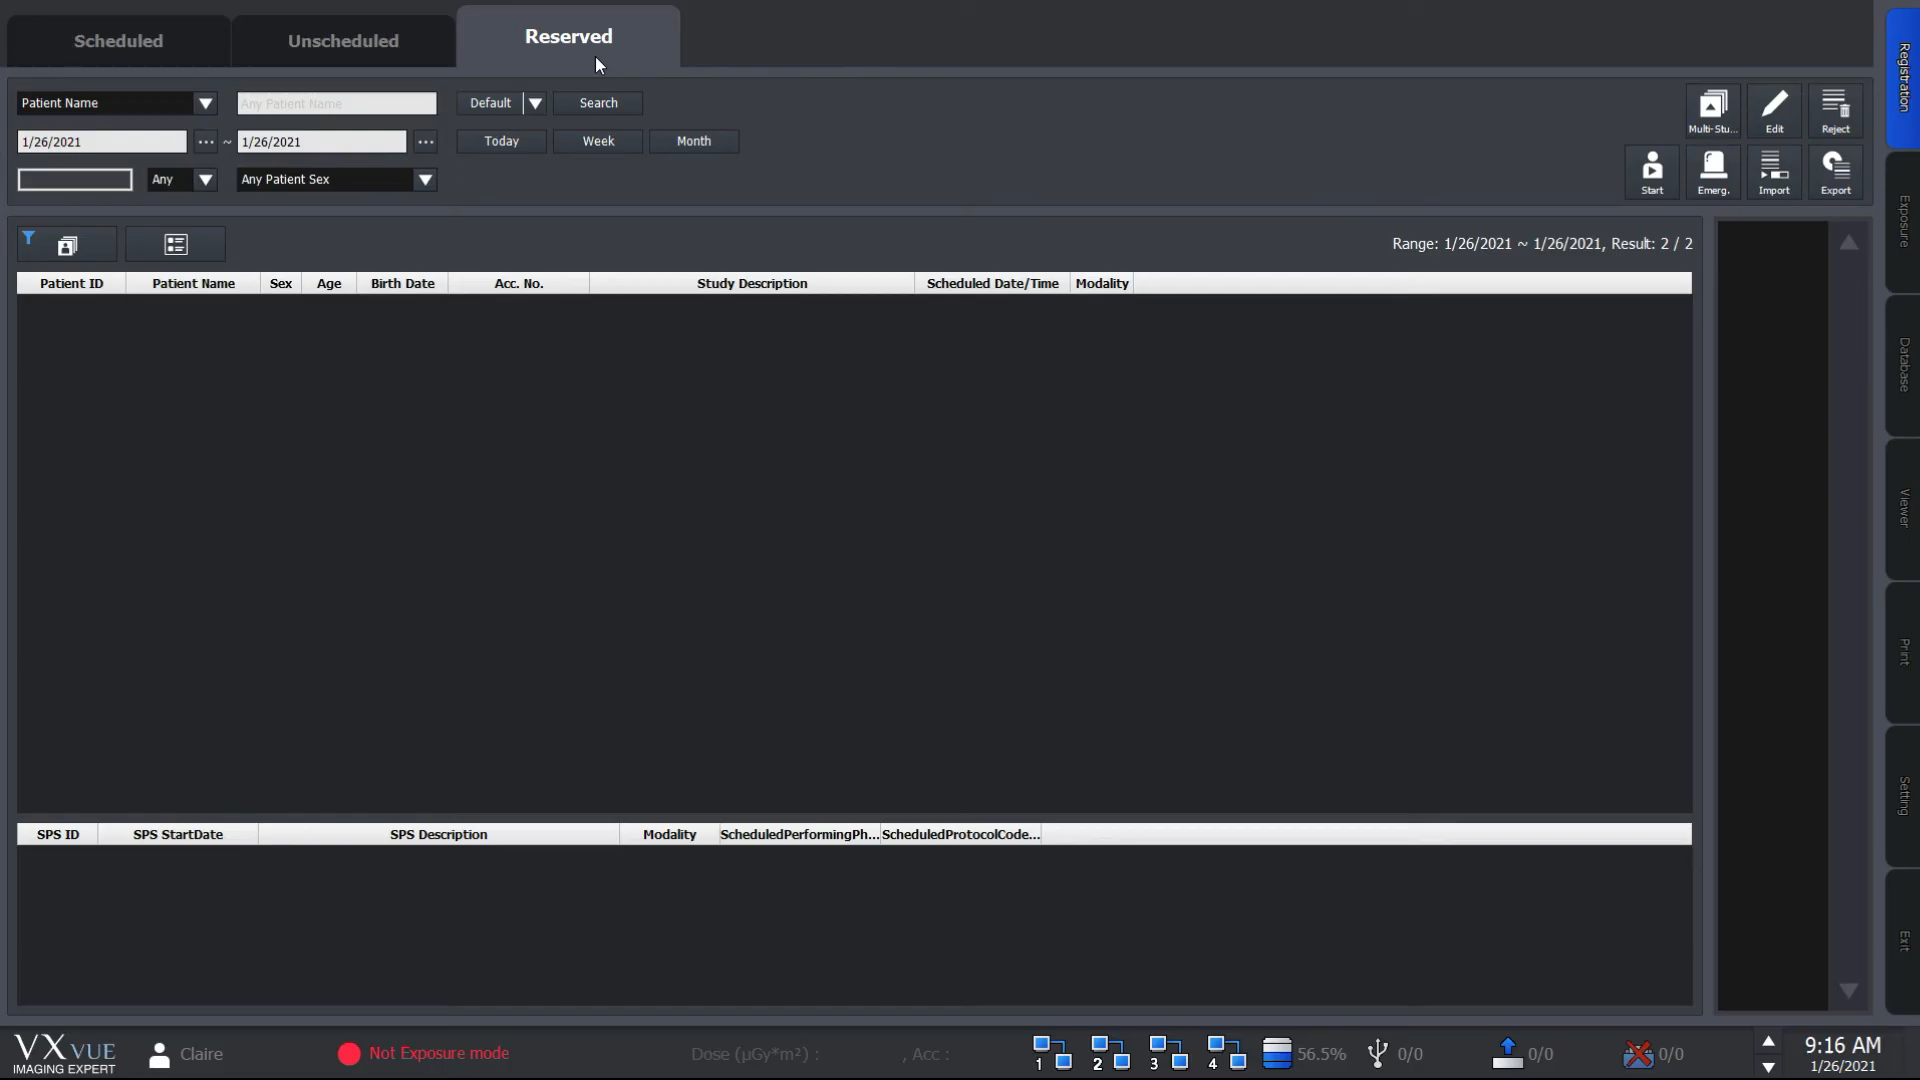 Scheduled
Unscheduled
Reserved
Patient Name
Any Patient Name
Default
Search
1/26/2021
...
~
1/26/2021
...
Today
Week
Month
Any
Any Patient Sex
Multi-Stu...
Edit
Reject
Start
Emerg.
Import
Export
Range: 1/26/2021 ~ 1/26/2021, Result: 2 / 2
Patient ID
Patient Name
Sex
Age
Birth Date
Acc. No.
Study Description
Scheduled Date/Time
Modality
SPS ID
SPS StartDate
SPS Description
Modality
ScheduledPerformingPh...
ScheduledProtocolCode...
Registration
Exposure
Database
Viewer
Print
Setting
Exit
VXVUE
IMAGING EXPERT
Claire
Not Exposure mode
Dose (µGy*m²) :
, Acc :
1
2
3
4
56.5%
0/0
0/0
0/0
9:16 AM
1/26/2021